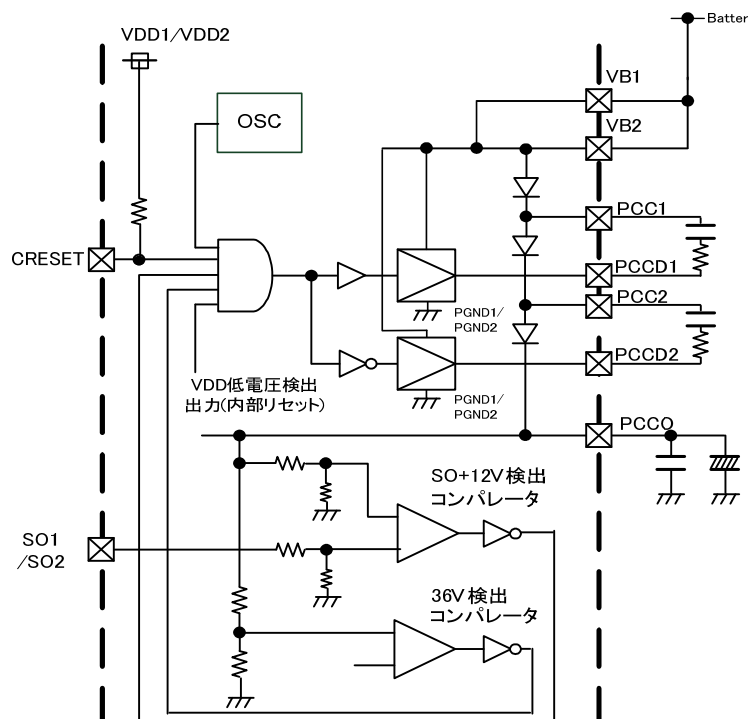 Batter
VDD1/VDD2
VB1
OSC
VB2
PCC1
CRESET
PCCD1
PCC2
PGND1/
PGND2
PCCD2
VDD低電圧検出
出力(内部リセット)
PGND1/
PGND2
PCCO
SO+12V検出
コンパレータ
SO1
/SO2
36V検出
コンパレータ